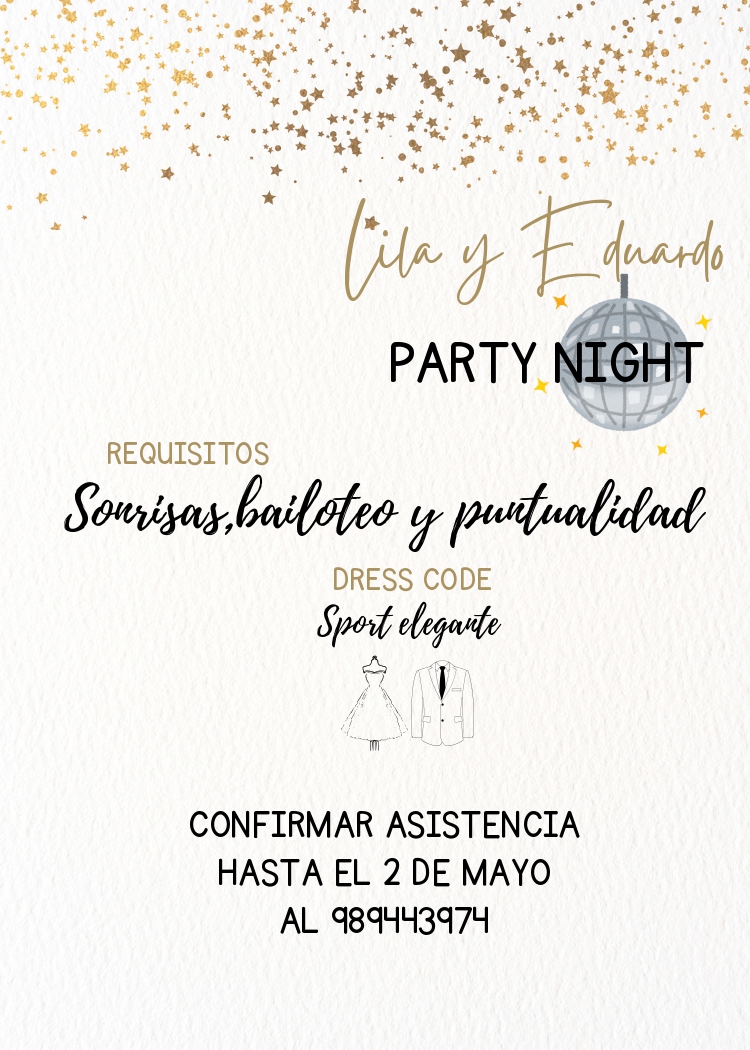 Lila y Eduardo
PARTY NIGHT
REQUISITOS
Sonrisas,bailoteo y puntualidad
DRESS CODE
Sport elegante
CONFIRMAR ASISTENCIA
HASTA EL 2 DE MAYO
AL 989443974